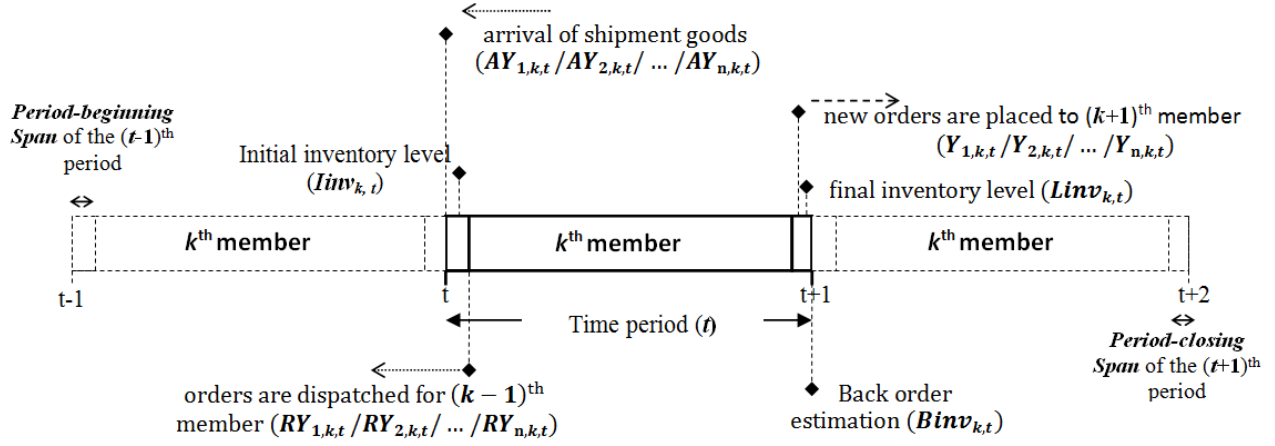 arrival of shipment goods
(AY1,k,t /AY2,k,t/ ... /AYn,k,t)
Period-beginning
Span of the (t-1)th
period
new orders are placed to (k+1)th member
(Y1,k,t /Y2,k,t/ ... /Yn,k,t)
Initial inventory level
(Iinvk, t)
final inventory level (Linvk,t)
kth member
kth member
kth member
t-1
t
t+1
t+2
Time period (t)
Period-closing
Span of the (t+1)th
period
orders are dispatched for (k − 1)th
member (RY1,k,t /RY2,k,t/ ... /RYn,k,t)
Back order
estimation (Binvk,t)